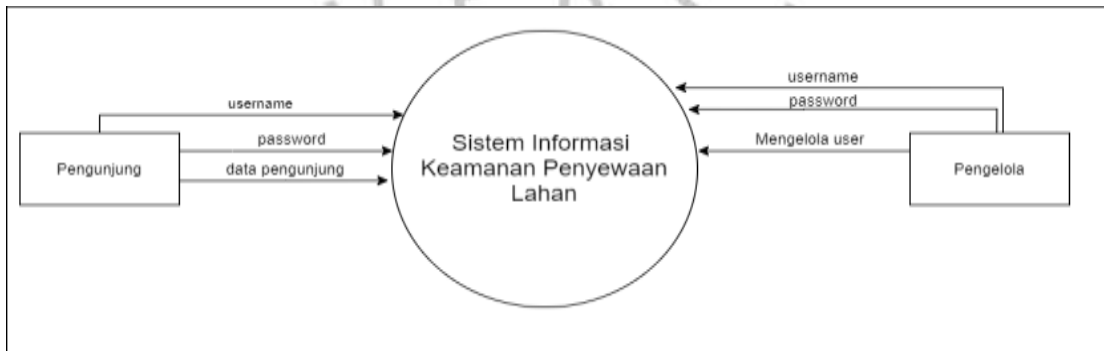 username
password
data pengunjung
Pengunjung
Sistem Informasi
Keamanan Penyewaan
Lahan
username
password
Mengelola user
Pengelola